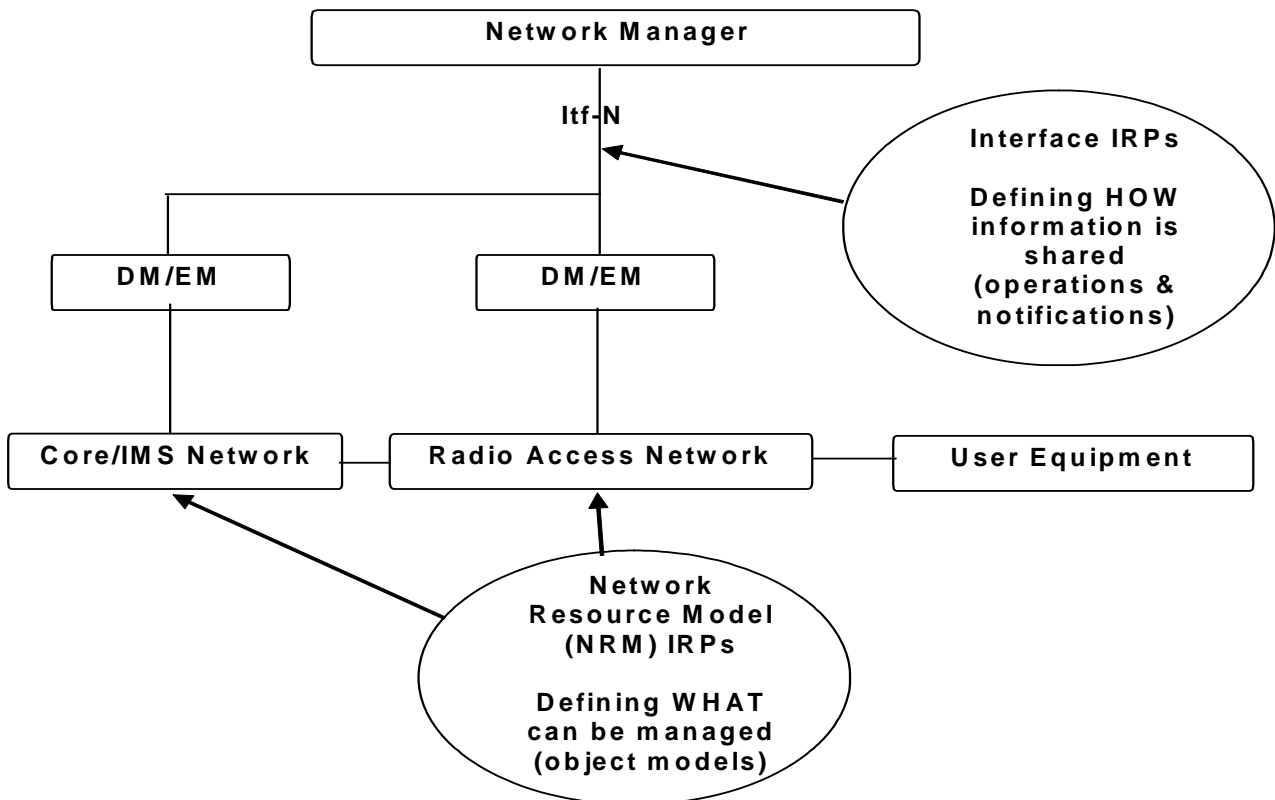 Network Manager
Itf-N
Interface IRPs
Defining HOW
information is
shared
(operations &
notifications)
DM/EM
DM/EM
Core/IMS Network
Radio Access Network
User Equipment
Network
Resource Model
(NRM) IRPs
Defining WHAT
can be managed
(object models)